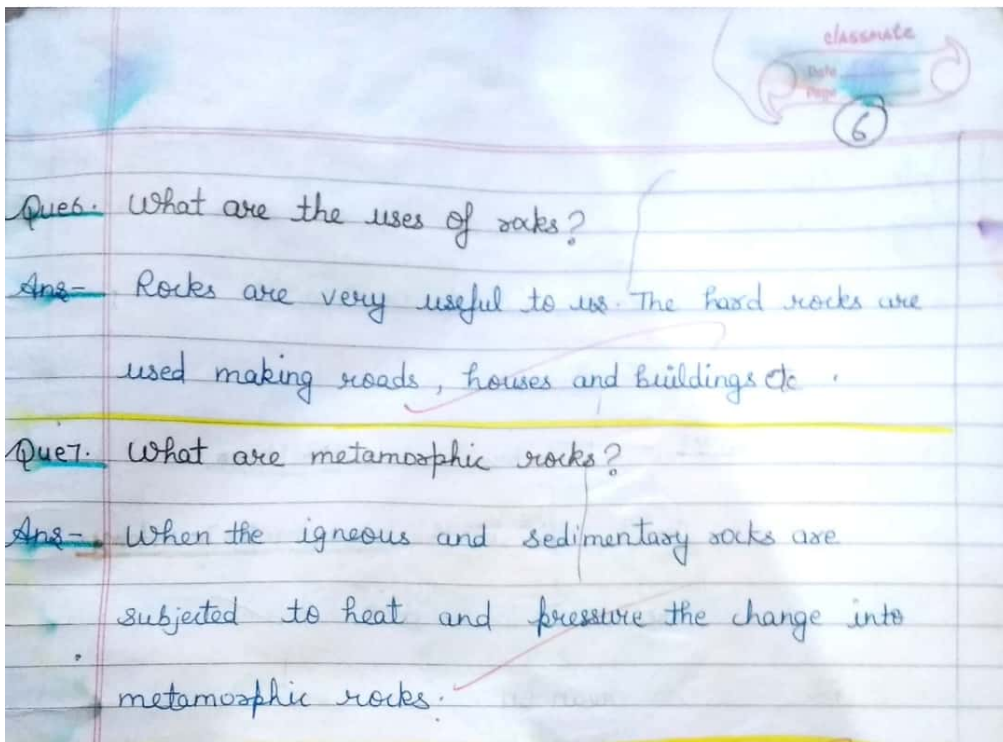 classmate
Date
Page
6
Que6. What are the uses of rocks?
Ans- Rocks are very useful to us. The hard rocks are
used making roads, houses and buildings etc .
Que7. What are metamorphic rocks?
Ans- When the igneous and sedimentary rocks are
subjected to heat and pressure the change into
metamorphic rocks.